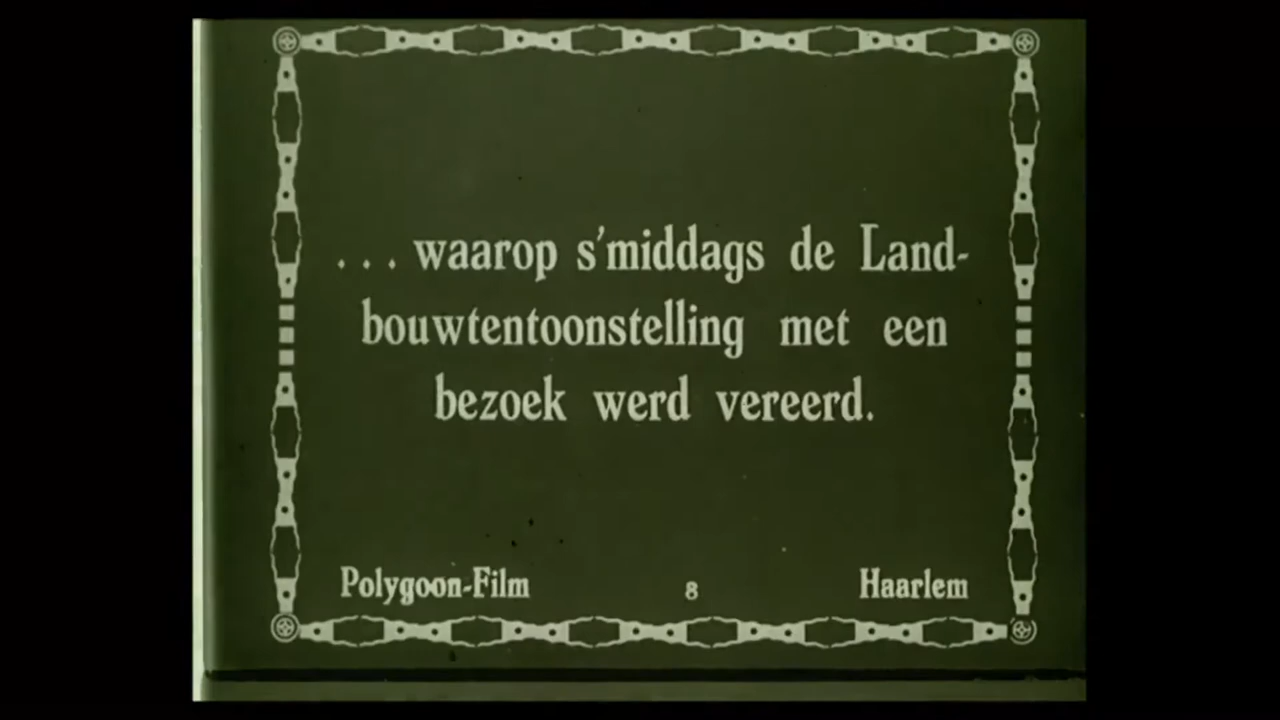 . . . waarop s'middags de Land-
bouwtentoonstelling met een
bezoek werd vereerd.
Polygoon-Film 8 Haarlem